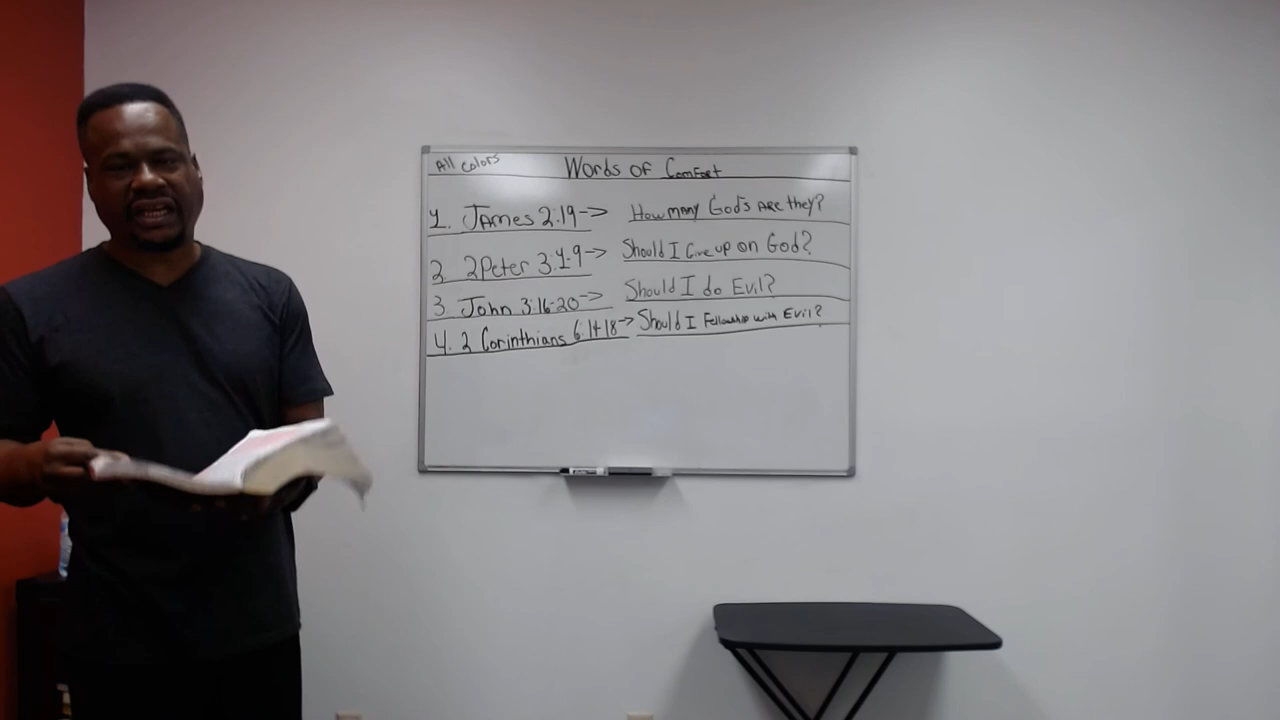 All Colors Words of Comfort
1. James 2:19-> How many God's are they?
2. 2Peter 3:1-9-> Should I Give up on God?
3. John 3:16-20-> Should I do Evil?
4. 2 Corinthians 6:14-18-> Should I Fellowship with Evil?